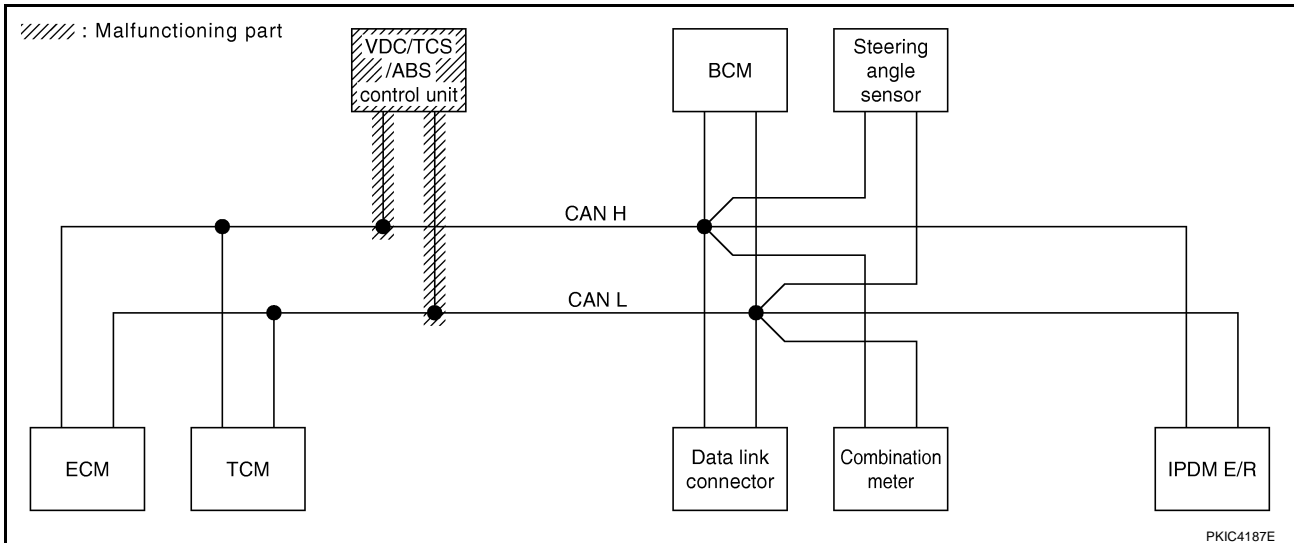 : Malfunctioning part
VDC/TCS
/ABS
control unit
BCM
Steering
angle
sensor
CAN H
CAN L
ECM
TCM
Data link
connector
Combination
meter
IPDM E/R
PKIC4187E